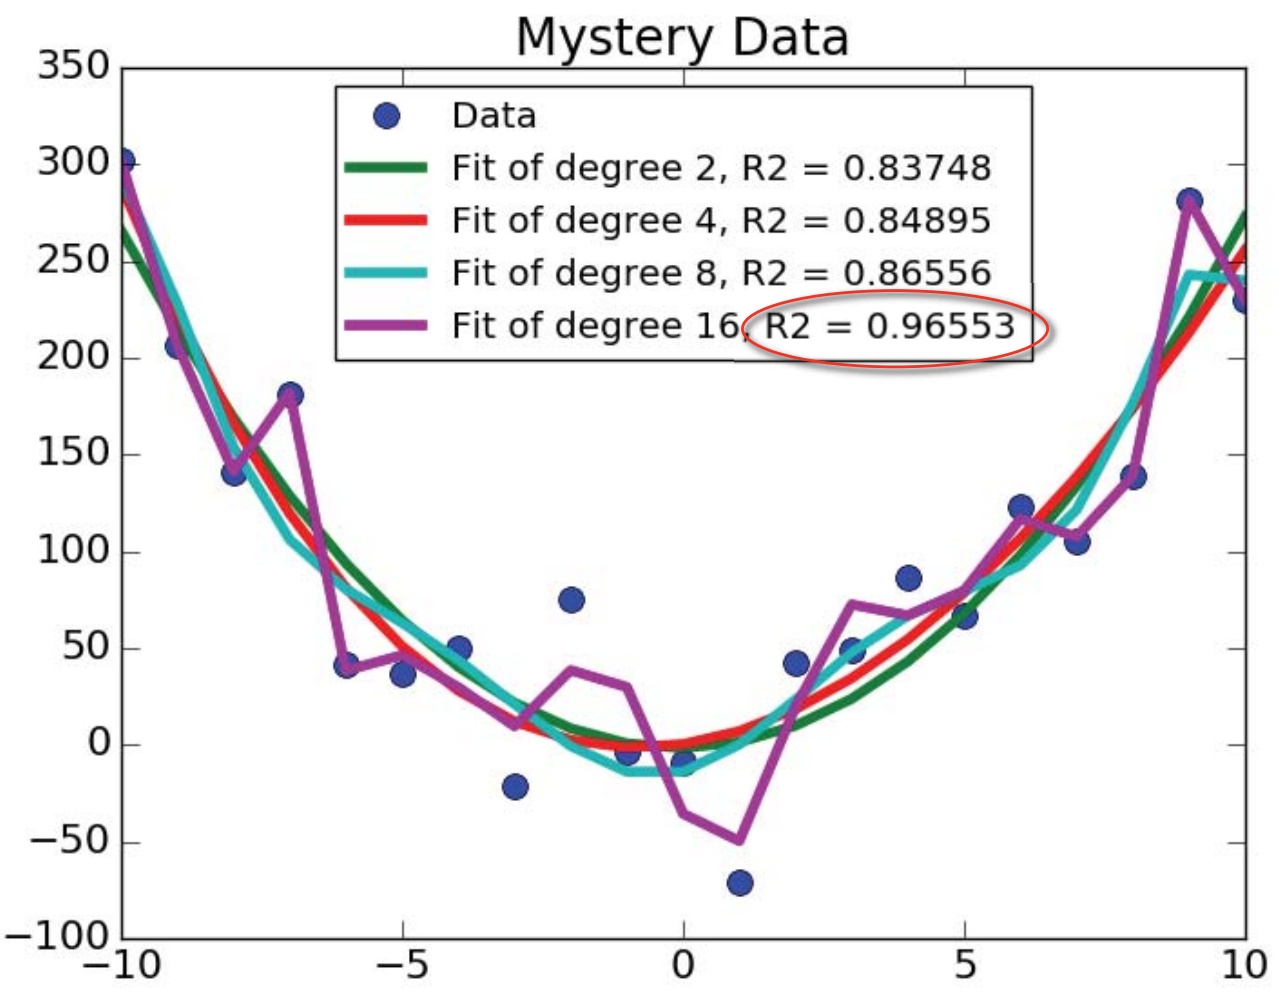 Mystery Data
350
300
250
200
150
100
50
0
−50
−100
Data
Fit of degree 2, R2 = 0.83748
Fit of degree 4, R2 = 0.84895
Fit of degree 8, R2 = 0.86556
Fit of degree 16, R2 = 0.96553
−10 −5 0 5 10